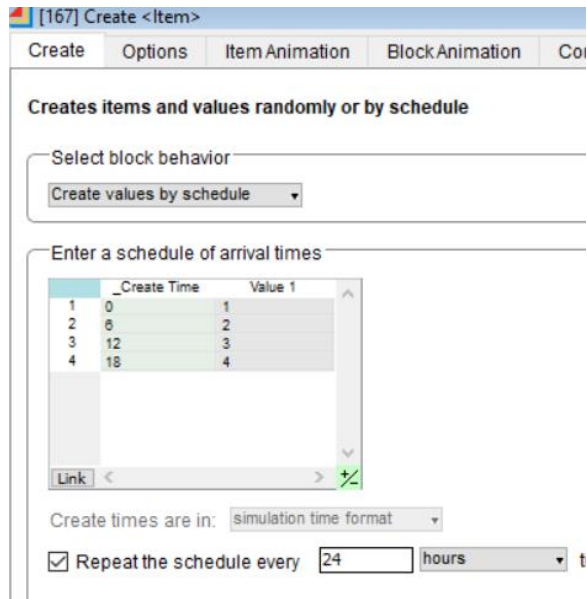 [167] Create <Item>
Create Options Item Animation Block Animation Co
Creates items and values randomly or by schedule
Select block behavior
Create values by schedule
Enter a schedule of arrival times
_Create Time Value 1
1 0 1
2 6 2
3 12 3
4 18 4
Link
Create times are in: simulation time format
Repeat the schedule every 24 hours t